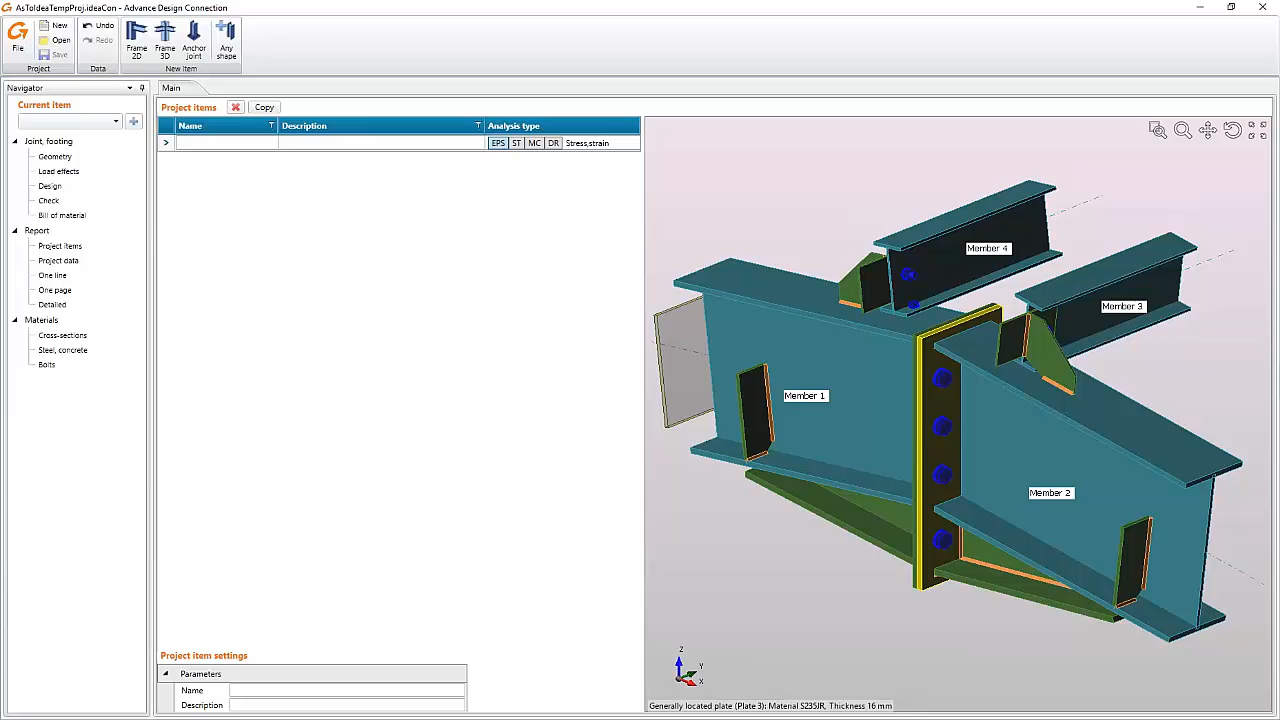 AsToIdeaTempProj.ideaCon - Advance Design Connection
File
New
Open
Save
Project
Undo
Redo
Data
Frame 2D
Frame 3D
Anchor joint
Any shape
New Item
Navigator
Current item
Joint, footing
Geometry
Load effects
Design
Check
Bill of material
Report
Project items
Project data
One line
One page
Detailed
Materials
Cross-sections
Steel, concrete
Bolts
Main
Project items
Copy
Name
Description
Analysis type
EPS ST MC DR Stress,strain
Project item settings
Parameters
Name
Description
Member 4
Member 3
Member 1
Member 2
Z
Y
X
Generally located plate (Plate 3): Material S235JR, Thickness 16 mm